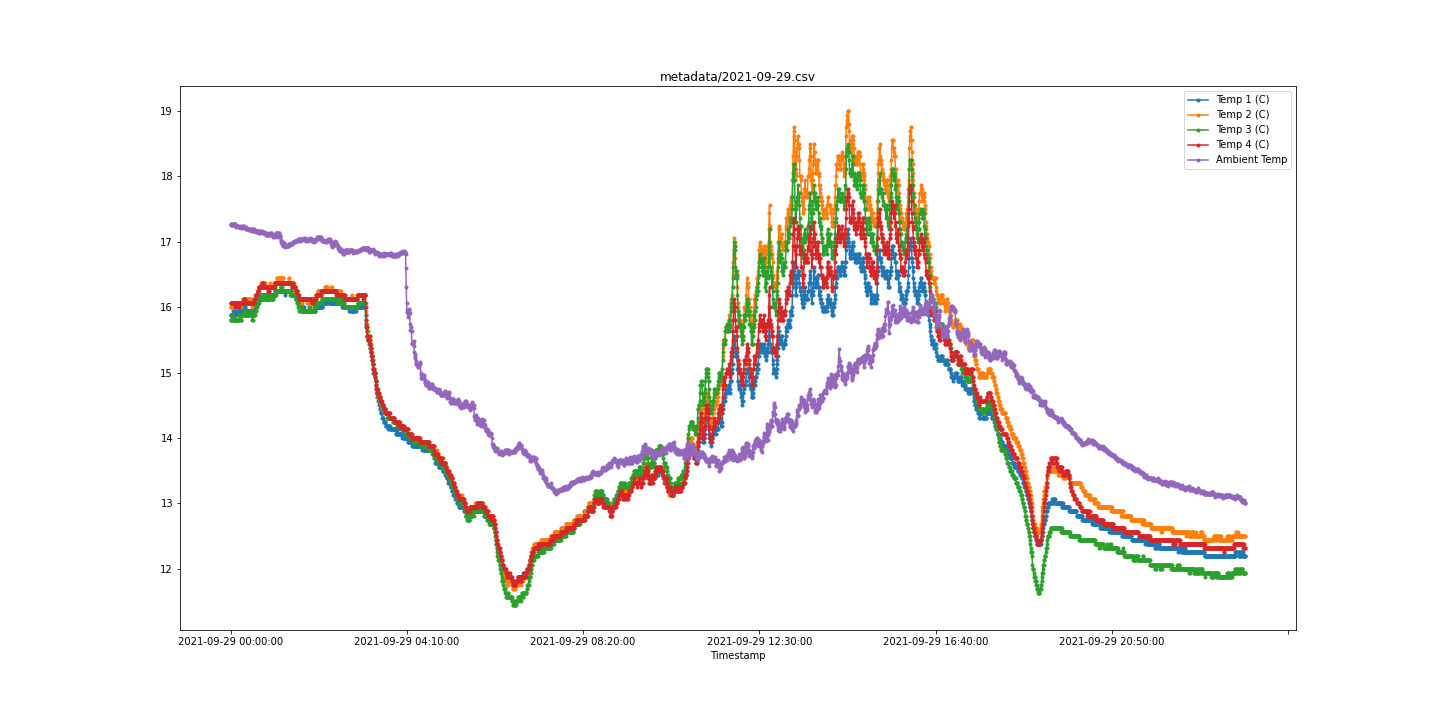 metadata/2021-09-29.csv
Temp 1 (C)
Temp 2 (C)
Temp 3 (C)
Temp 4 (C)
Ambient Temp
19
18
17
16
15
14
13
12
2021-09-29 00:00:00 2021-09-29 04:10:00 2021-09-29 08:20:00 2021-09-29 12:30:00 2021-09-29 16:40:00 2021-09-29 20:50:00
Timestamp